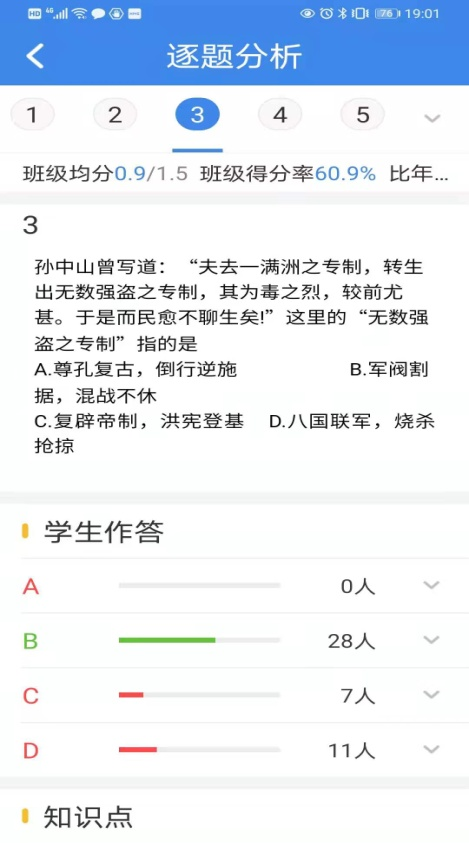 HD 46 76 19:01
逐题分析
1 2 3 4 5
班级均分0.9/1.5 班级得分率60.9% 比年...
3
孙中山曾写道：“夫去一满洲之专制，转生
出无数强盗之专制，其为毒之烈，较前尤
甚。于是而民愈不聊生矣!”这里的“无数强
盗之专制”指的是
A.尊孔复古，倒行逆施 B.军阀割
据，混战不休
C.复辟帝制，洪宪登基 D.八国联军，烧杀
抢掠
学生作答
A 0人
B 28人
C 7人
D 11人
知识点